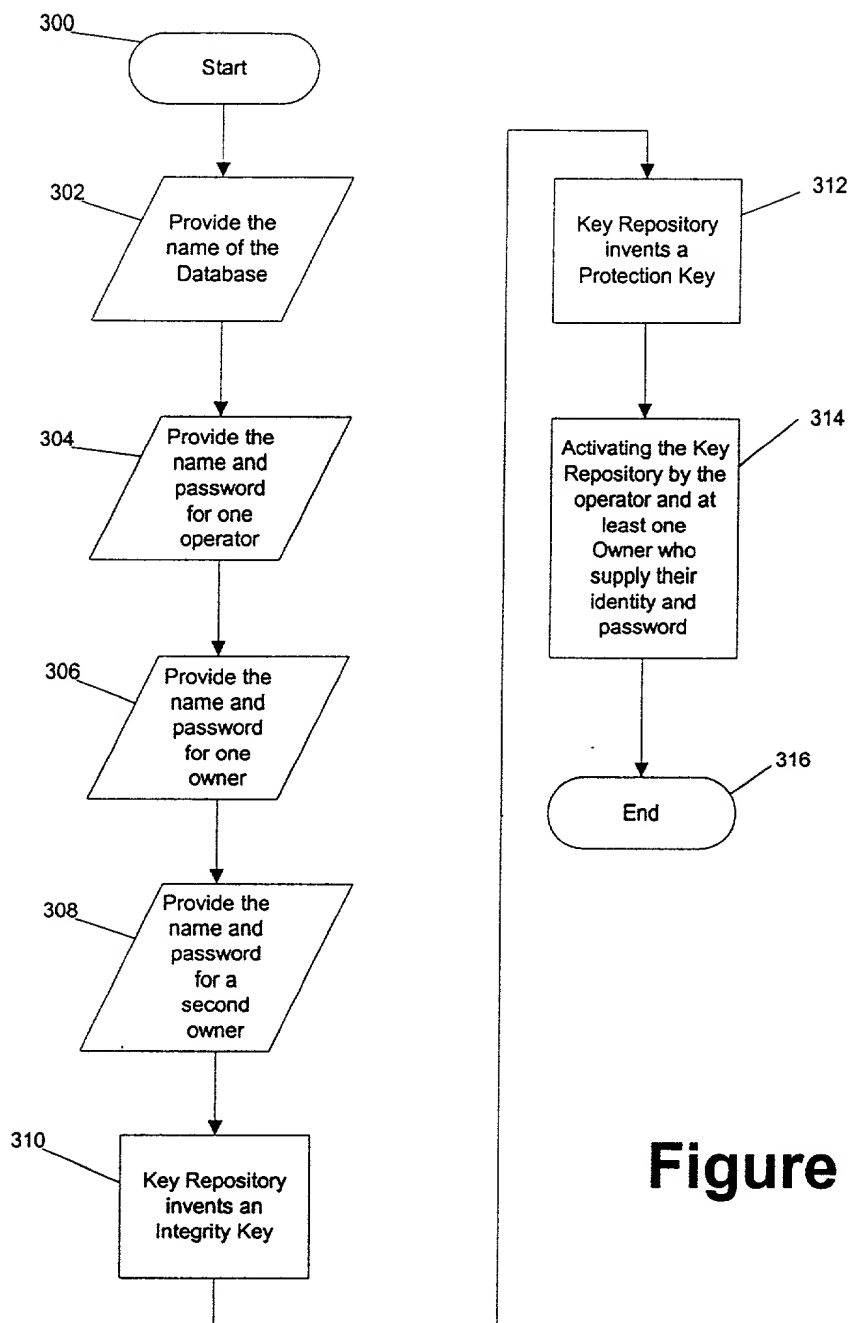 300
Start
302
Provide the
name of the
Database
304
Provide the
name and
password
for one
operator
306
Provide the
name and
password
for one
owner
308
Provide the
name and
password
for a
second
owner
310
Key Repository
invents an
Integrity Key
312
Key Repository
invents a
Protection Key
314
Activating the Key
Repository by the
operator and at
least one
Owner who
supply their
identity and
password
316
End
Figure